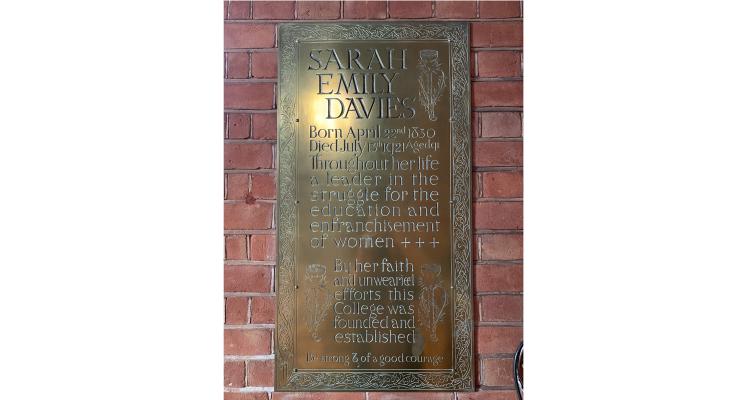 SARAH
EMILY
DAVIES
Born April 22nd 1830
Died July 13th 1921 Aged 91
Throughout her life
a leader in the
struggle for the
education and
enfranchisement
of women +++
By her faith
and unwearied
efforts this
College was
founded and
established
Be strong & of a good courage